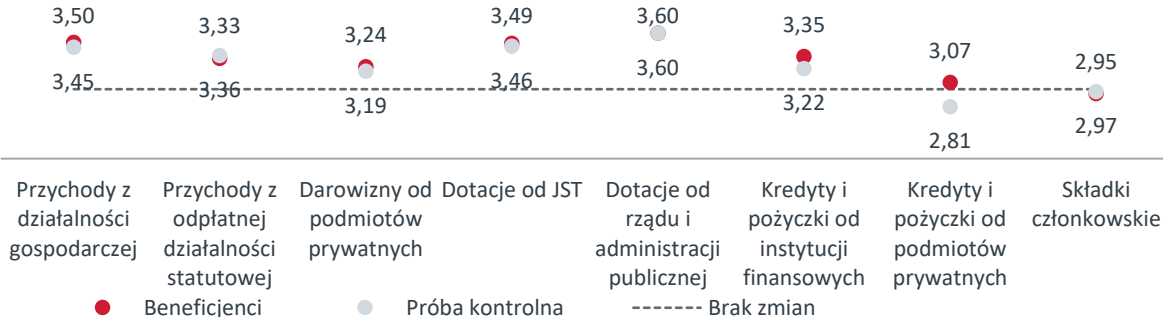 3,50 3,33 3,24 3,49 3,60 3,35 3,07 2,95
3,45 3,36 3,19 3,46 3,60 3,22 2,81 2,97
Przychody z działalności gospodarczej
Przychody z odpłatnej działalności statutowej
Darowizny od podmiotów prywatnych
Dotacje od JST
Dotacje od rządu i administracji publicznej
Kredyty i pożyczki od instytucji finansowych
Kredyty i pożyczki od podmiotów prywatnych
Składki członkowskie
Beneficjenci Próba kontrolna Brak zmian